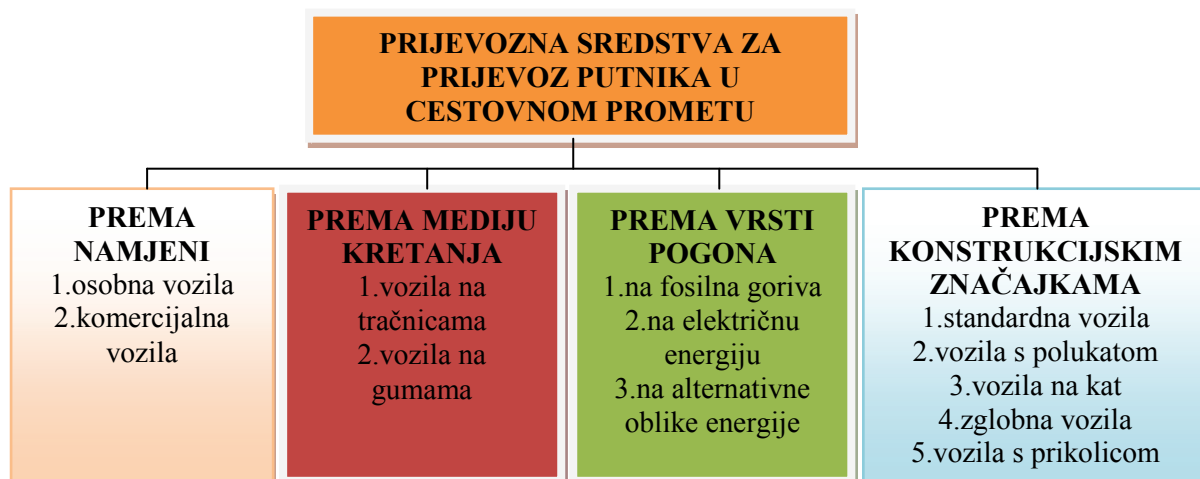 PRIJEVOZNA SREDSTVA ZA
PRIJEVOZ PUTNIKA U
CESTOVNOM PROMETU
PREMA
NAMJENI
1.osobna vozila
2.komercijalna
vozila
PREMA MEDIJU
KRETANJA
1.vozila na
tračnicama
2.vozila na
gumama
PREMA VRSTI
POGONA
1.na fosilna goriva
2.na električnu
energiju
3.na alternativne
oblike energije
PREMA
KONSTRUKCIJSKIM
ZNAČAJKAMA
1.standardna vozila
2.vozila s polukatom
3.vozila na kat
4.zglobna vozila
5.vozila s prikolicom